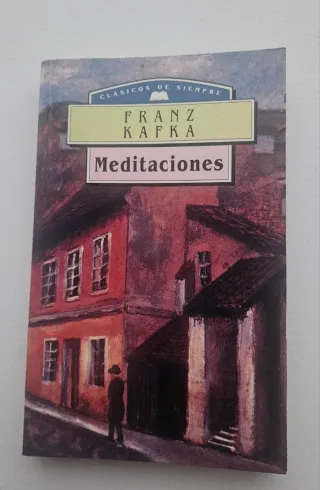 CLASICOS DE SIEMPRE
FRANZ
KAFKA
Meditaciones